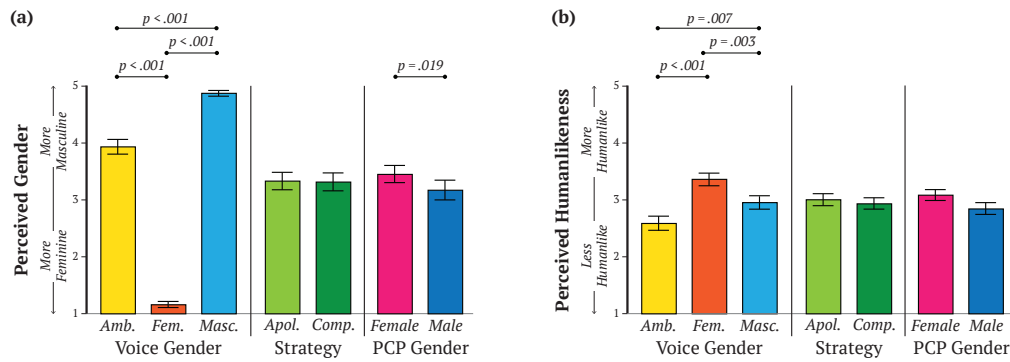 (a)
p < .001
p < .001
p < .001
p = .019
Perceived Gender
More
Masculine
More
Feminine
5
4
3
2
1
Amb. Fem. Masc. Apol. Comp. Female Male
Voice Gender Strategy PCP Gender
(b)
p = .007
p = .003
p < .001
Perceived Humanlikeness
More
Humanlike
Less
Humanlike
5
4
3
2
1
Amb. Fem. Masc. Apol. Comp. Female Male
Voice Gender Strategy PCP Gender